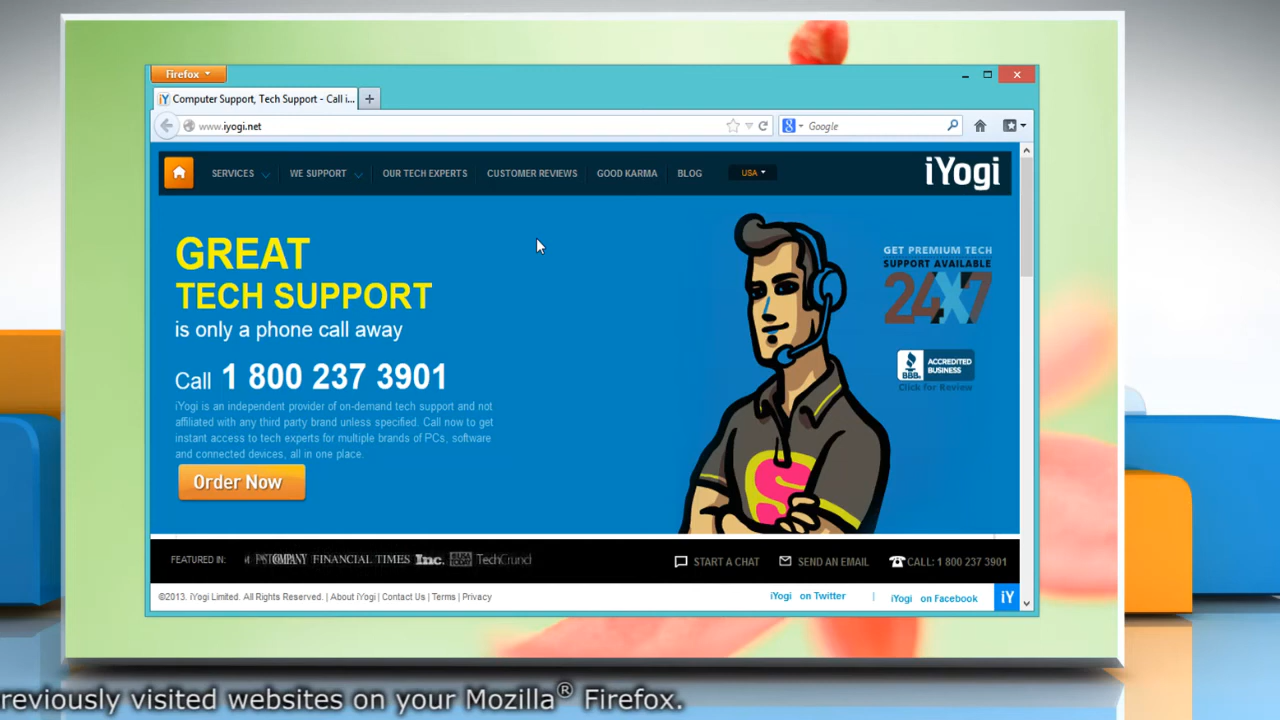 Firefox
Computer Support, Tech Support - Call i...
www.iyogi.net
Google
SERVICES
WE SUPPORT
OUR TECH EXPERTS
CUSTOMER REVIEWS
GOOD KARMA
BLOG
USA
iYogi
GREAT
TECH SUPPORT
is only a phone call away
Call 1 800 237 3901
iYogi is an independent provider of on-demand tech support and not
affiliated with any third party brand unless specified. Call now to get
instant access to tech experts for multiple brands of PCs, software
and connected devices, all in one place.
Order Now
GET PREMIUM TECH
SUPPORT AVAILABLE
24X7
S
BBB.
ACCREDITED
BUSINESS
Click for Review
FEATURED IN:
FINANCIAL TIMES
Inc.
START A CHAT
SEND AN EMAIL
CALL: 1 800 237 3901
©2013. iYogi Limited. All Rights Reserved. | About iYogi | Contact Us | Terms | Privacy
iYogi on Twitter | iYogi on Facebook
iY
reviously visited websites on your Mozilla® Firefox.